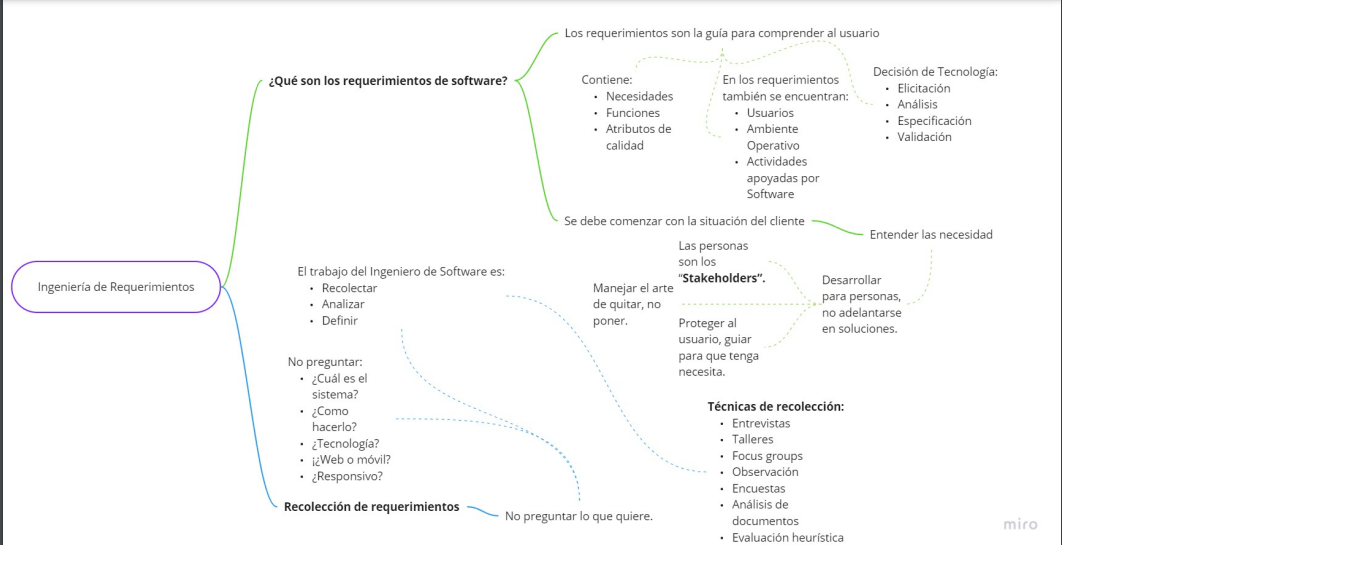 Los requerimientos son la guía para comprender al usuario
¿Qué son los requerimientos de software?
Contiene:
• Necesidades
• Funciones
• Atributos de
calidad
En los requerimientos
también se encuentran:
• Usuarios
• Ambiente
Operativo
• Actividades
apoyadas por
Software
Decisión de Tecnología:
• Elicitación
• Análisis
• Especificación
• Validación
Se debe comenzar con la situación del cliente
Entender las necesidad
Las personas
son los
“Stakeholders”.
Manejar el arte
de quitar, no
poner.
Proteger al
usuario, guiar
para que tenga
necesita.
Desarrollar
para personas,
no adelantarse
en soluciones.
Ingeniería de Requerimientos
El trabajo del Ingeniero de Software es:
• Recolectar
• Analizar
• Definir
No preguntar:
• ¿Cuál es el
sistema?
• ¿Como
hacerlo?
• ¿Tecnología?
• ¡¿Web o móvil?
• ¿Responsivo?
Técnicas de recolección:
• Entrevistas
• Talleres
• Focus groups
• Observación
• Encuestas
• Análisis de
documentos
• Evaluación heurística
Recolección de requerimientos
No preguntar lo que quiere.
miro